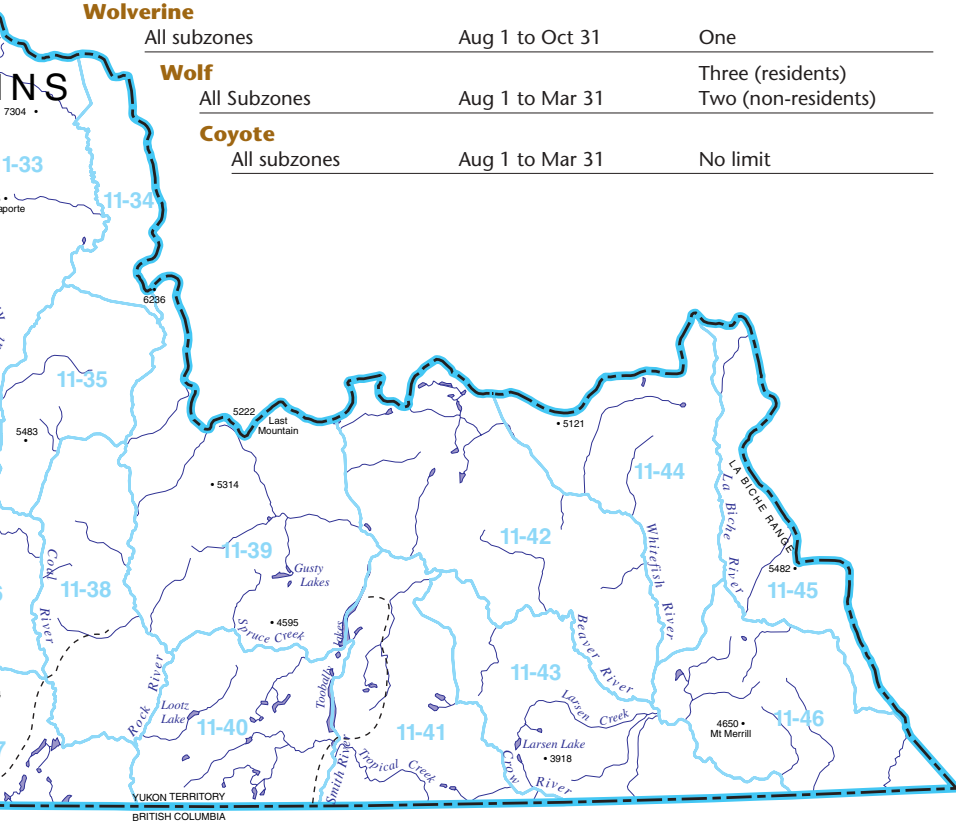 Wolverine
All subzones Aug 1 to Oct 31 One
Wolf
Three (residents)
All Subzones Aug 1 to Mar 31 Two (non-residents)
Coyote
All subzones Aug 1 to Mar 31 No limit
INS
7304
1-33
11-34
aporte
6236
11-35
5222
Last
Mountain
5121
5483
5314
11-44
LA BICHE RANGE
La Biche River
11-42
11-39
Whitefish River
Coal River
11-38
Gusty
Lakes
5482
11-45
4595
Spruce Creek
Toobally Lakes
Beaver River
11-43
Rock River
Lootz
Lake
11-40
11-41
Larsen Creek
4650
Mt Merrill
11-46
Larsen Lake
3918
Tropical Creek
Smith River
Crow River
7
YUKON TERRITORY
BRITISH COLUMBIA